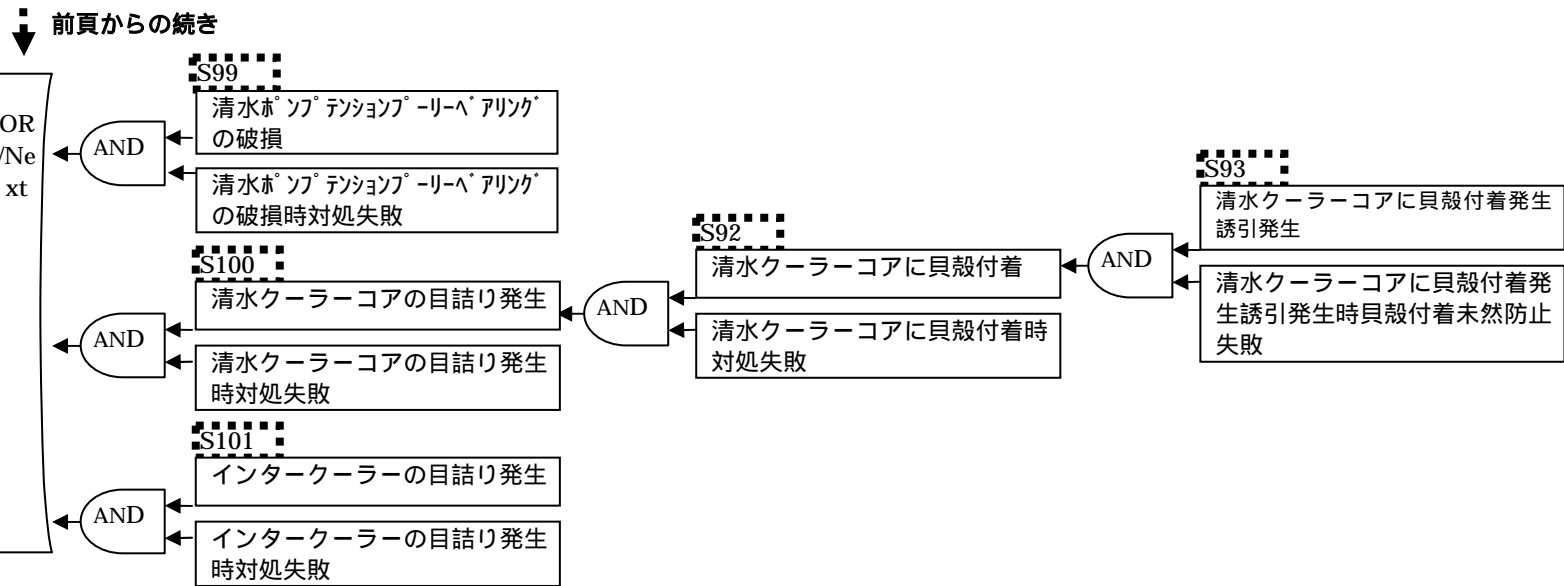 前頁からの続き
OR
/Ne
xt
AND
S99
清水ﾎﾟﾝﾌﾟﾃﾝｼｮﾝﾌﾟｰﾘｰﾍﾞｱﾘﾝｸﾞ
の破損
清水ﾎﾟﾝﾌﾟﾃﾝｼｮﾝﾌﾟｰﾘｰﾍﾞｱﾘﾝｸﾞ
の破損時対処失敗
AND
S100
清水クーラーコアの目詰り発生
清水クーラーコアの目詰り発生
時対処失敗
AND
S92
清水クーラーコアに貝殻付着
清水クーラーコアに貝殻付着時
対処失敗
AND
S93
清水クーラーコアに貝殻付着発生
誘引発生
清水クーラーコアに貝殻付着発
生誘引発生時貝殻付着未然防止
失敗
AND
S101
インタークーラーの目詰り発生
インタークーラーの目詰り発生
時対処失敗